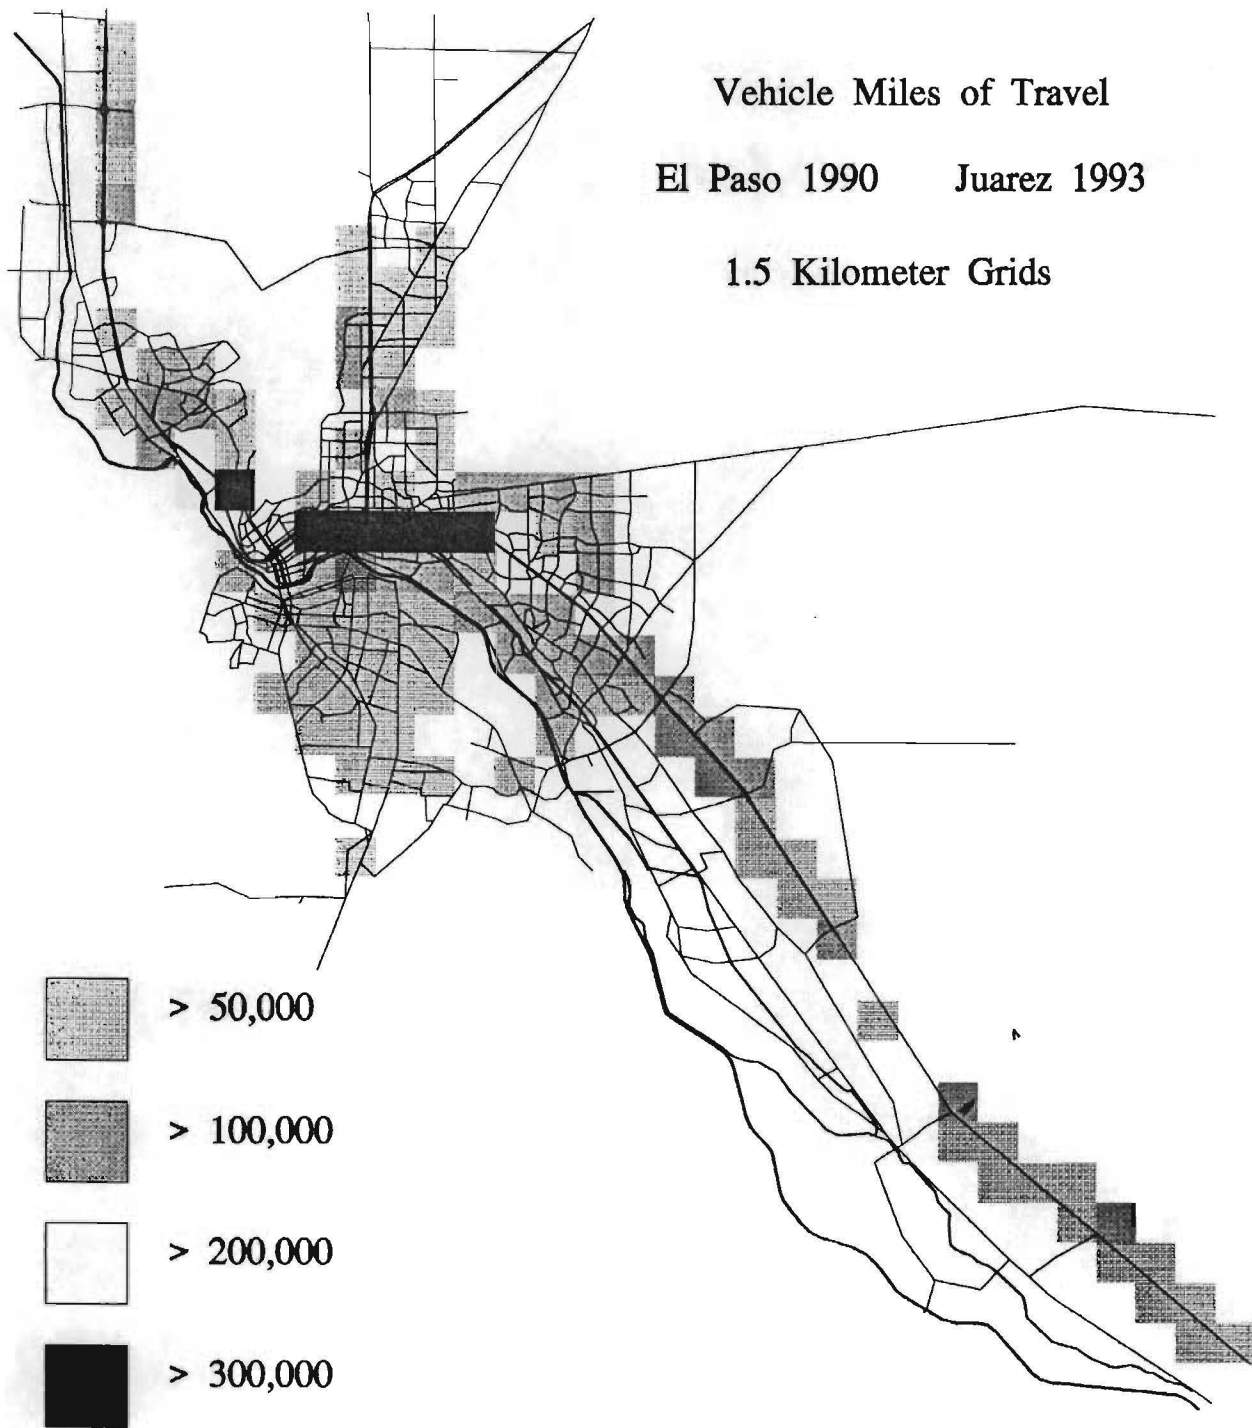 Vehicle Miles of Travel
El Paso 1990 Juarez 1993
1.5 Kilometer Grids
> 50,000
> 100,000
> 200,000
> 300,000